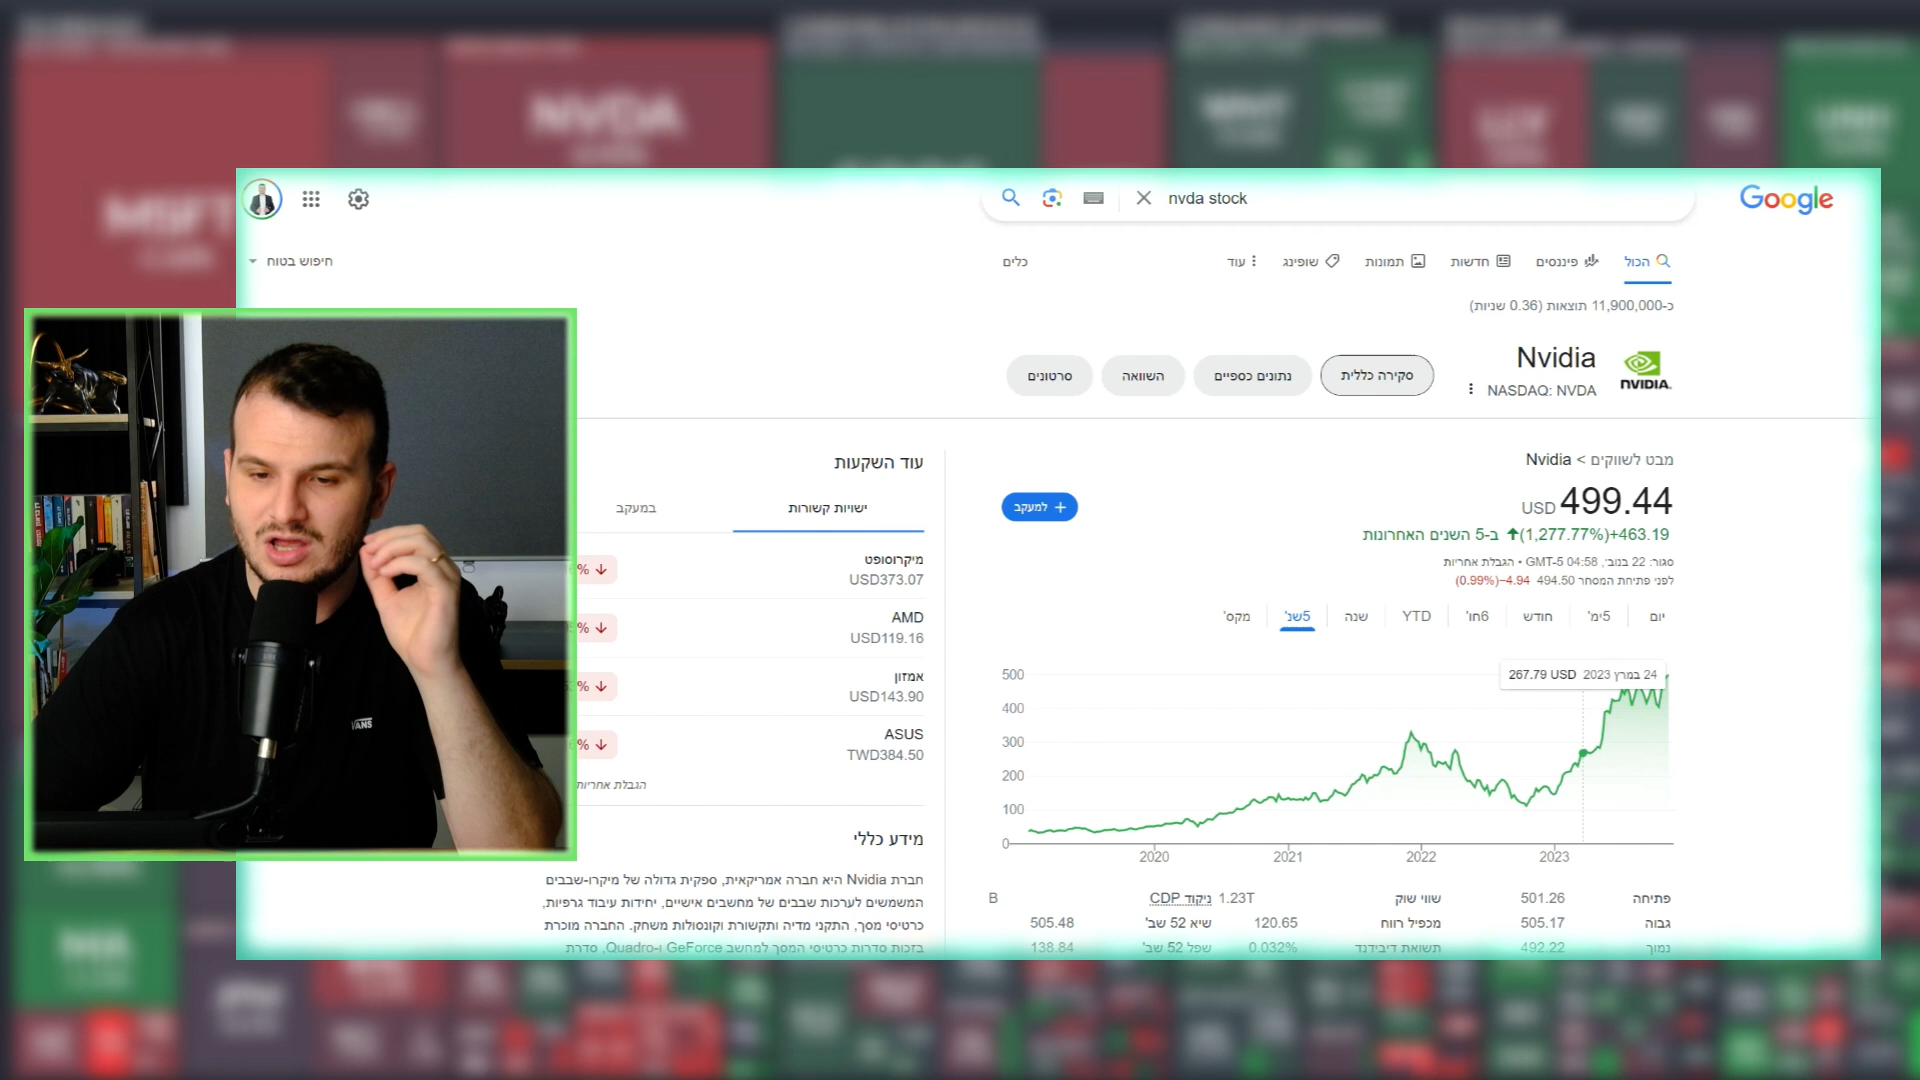 NVDA
MSFT
Google
nvda stock
הכול
פיננסים
חדשות
תמונות
שופינג
עוד
כלים
חיפוש בטוח
כ-11,900,000 תוצאות (0.36 שניות)
NVIDIA.
Nvidia
NASDAQ: NVDA
סקירה כללית
נתונים כספיים
השוואה
סרטונים
מבט לשווקים > Nvidia
499.44 USD
+463.19(1,277.77%) ב-5 השנים האחרונות
סגור: 22 בנוב׳, 04:58 GMT-5 • הגבלת אחריות
לפני פתיחת המסחר 494.50 −4.94 (0.99%)
למעקב
יום
5ימ'
חודש
6חו'
YTD
שנה
5שנ'
מקס'
267.79 USD 24 במרץ 2023
500
400
300
200
100
0
2020
2021
2022
2023
פתיחה 501.26
שווי שוק 1.23T
ניקוד CDP B
גבוה 505.17
מכפיל רווח 120.65
שיא 52 שב' 505.48
נמוך 492.22
תשואת דיבידנד 0.032%
שפל 52 שב' 138.84
עוד השקעות
ישויות קשורות
במעקב
מיקרוסופט
USD373.07
%
AMD
USD119.16
%
אמזון
USD143.90
%
ASUS
TWD384.50
%
הגבלת אחריות
מידע כללי
חברת Nvidia היא חברה אמריקאית, ספקית גדולה של מיקרו-שבבים
המשמשים לערכות שבבים של מחשבים אישיים, יחידות עיבוד גרפיות,
כרטיסי מסך, התקני מדיה ותקשורת וקונסולות משחק. החברה מוכרת
בזכות סדרות כרטיסי המסך למחשב GeForce ו-Quadro, סדרת
VANS